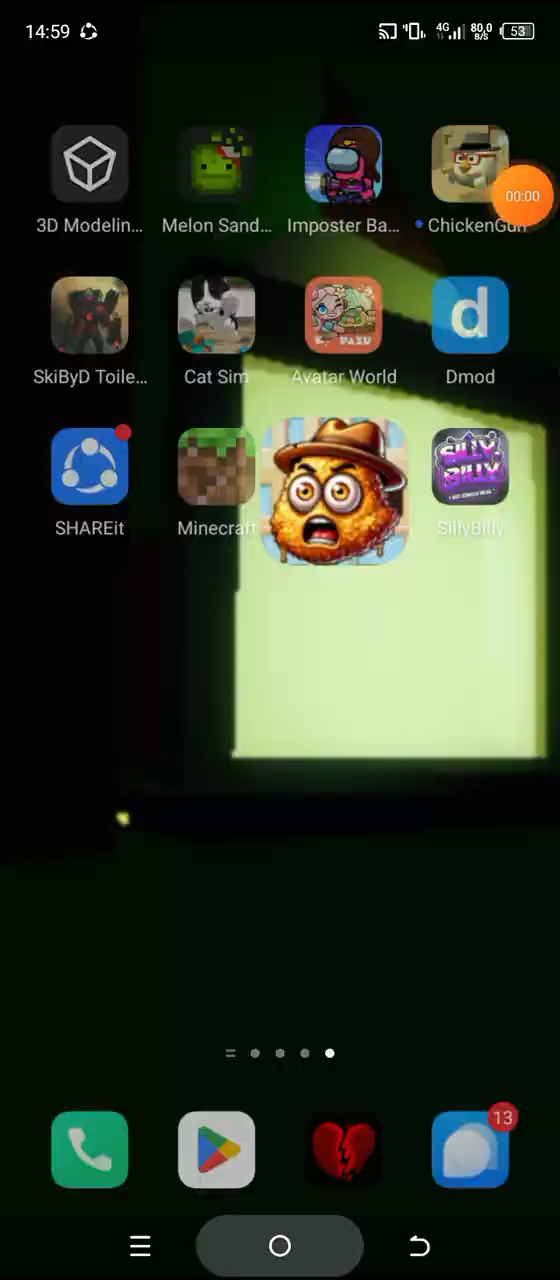 14:59 4G 80.0 B/S 53
3D Modelin... Melon Sand... Imposter Ba... ChickenGun
00:00
PAZU
d
SkiByD Toile... Cat Sim Avatar World Dmod
SILLY
BILLY
SHAREit Minecraft SillyBilly
13